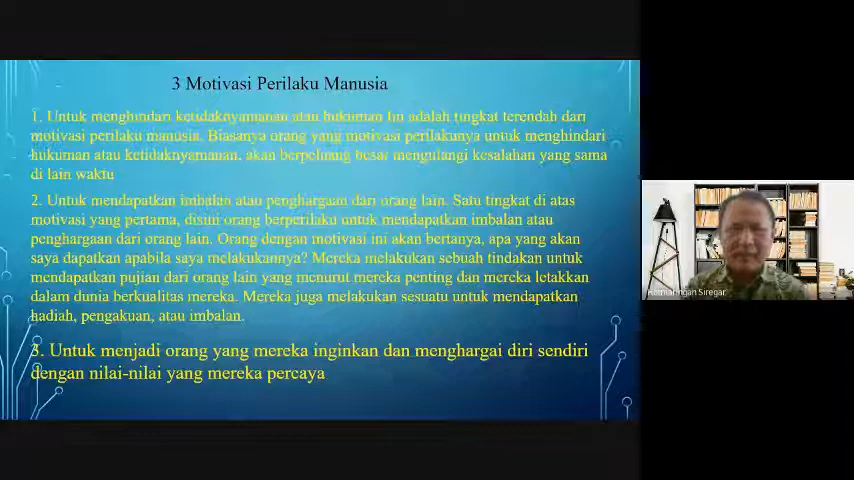 3 Motivasi Perilaku Manusia
1. Untuk menghindari ketidaknyamanan atau hukuman Ini adalah tingkat terendah dari
motivasi perilaku manusia. Biasanya orang yang motivasi perilakunya untuk menghindari
hukuman atau ketidaknyamanan, akan berpeluang besar mengulangi kesalahan yang sama
di lain waktu
2. Untuk mendapatkan imbalan atau penghargaan dari orang lain. Satu tingkat di atas
motivasi yang pertama, disini orang berperilaku untuk mendapatkan imbalan atau
penghargaan dari orang lain. Orang dengan motivasi ini akan bertanya, apa yang akan
saya dapatkan apabila saya melakukannya? Mereka melakukan sebuah tindakan untuk
mendapatkan pujian dari orang lain yang menurut mereka penting dan mereka letakkan
dalam dunia berkualitas mereka. Mereka juga melakukan sesuatu untuk mendapatkan
hadiah, pengakuan, atau imbalan.
3. Untuk menjadi orang yang mereka inginkan dan menghargai diri sendiri
dengan nilai-nilai yang mereka percaya
Siregar